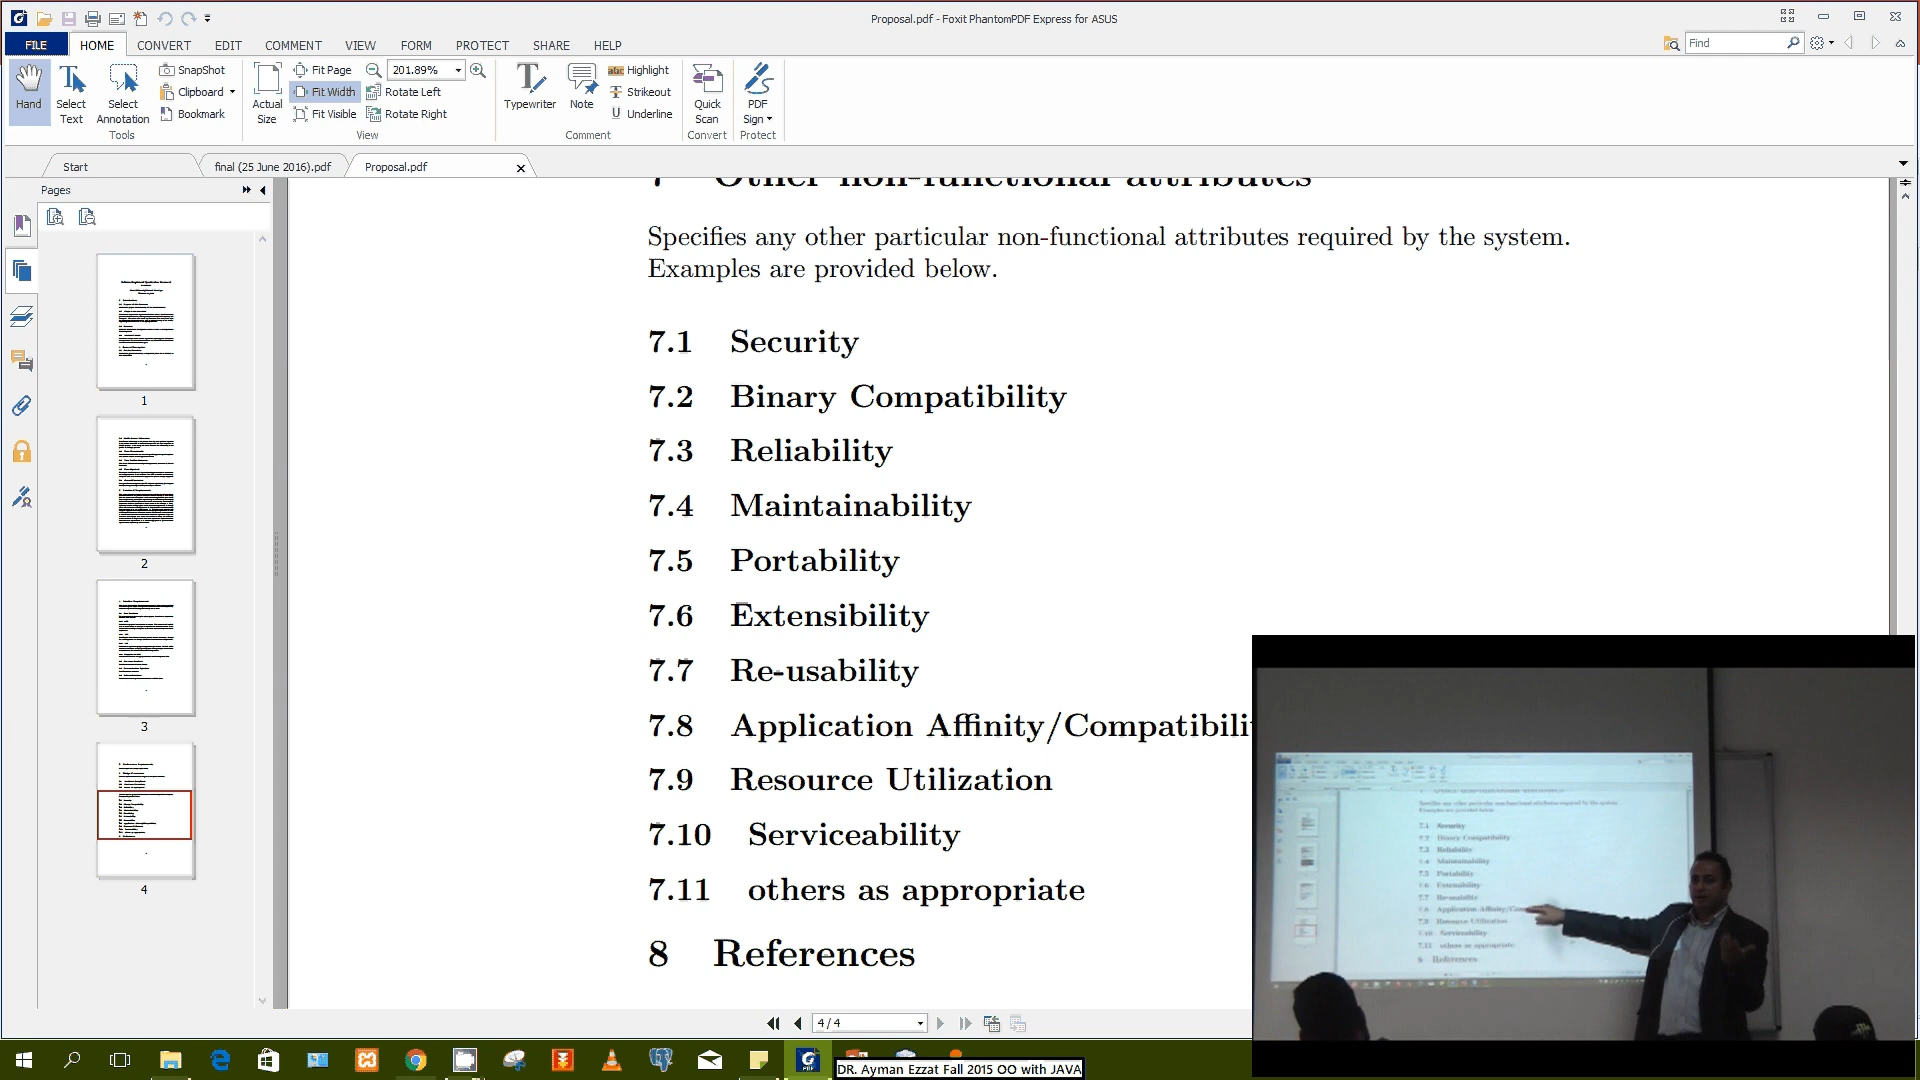 Proposal.pdf - Foxit PhantomPDF Express for ASUS
FILE HOME CONVERT EDIT COMMENT VIEW FORM PROTECT SHARE HELP
Find
Hand
Select Text
Select Annotation
SnapShot
Clipboard
Bookmark
Tools
Actual Size
Fit Page
Fit Width
Fit Visible
201.89%
Rotate Left
Rotate Right
View
Typewriter
Note
Highlight
Strikeout
Underline
Comment
Quick Scan
Convert
PDF Sign
Protect
Start
final (25 June 2016).pdf
Proposal.pdf
Pages
1
2
3
4
7 Other non-functional attributes
Specifies any other particular non-functional attributes required by the system.
Examples are provided below.
7.1 Security
7.2 Binary Compatibility
7.3 Reliability
7.4 Maintainability
7.5 Portability
7.6 Extensibility
7.7 Re-usability
7.8 Application Affinity/Compatibili
7.9 Resource Utilization
7.10 Serviceability
7.11 others as appropriate
8 References
4 / 4
DR. Ayman Ezzat Fall 2015 OO with JAVA